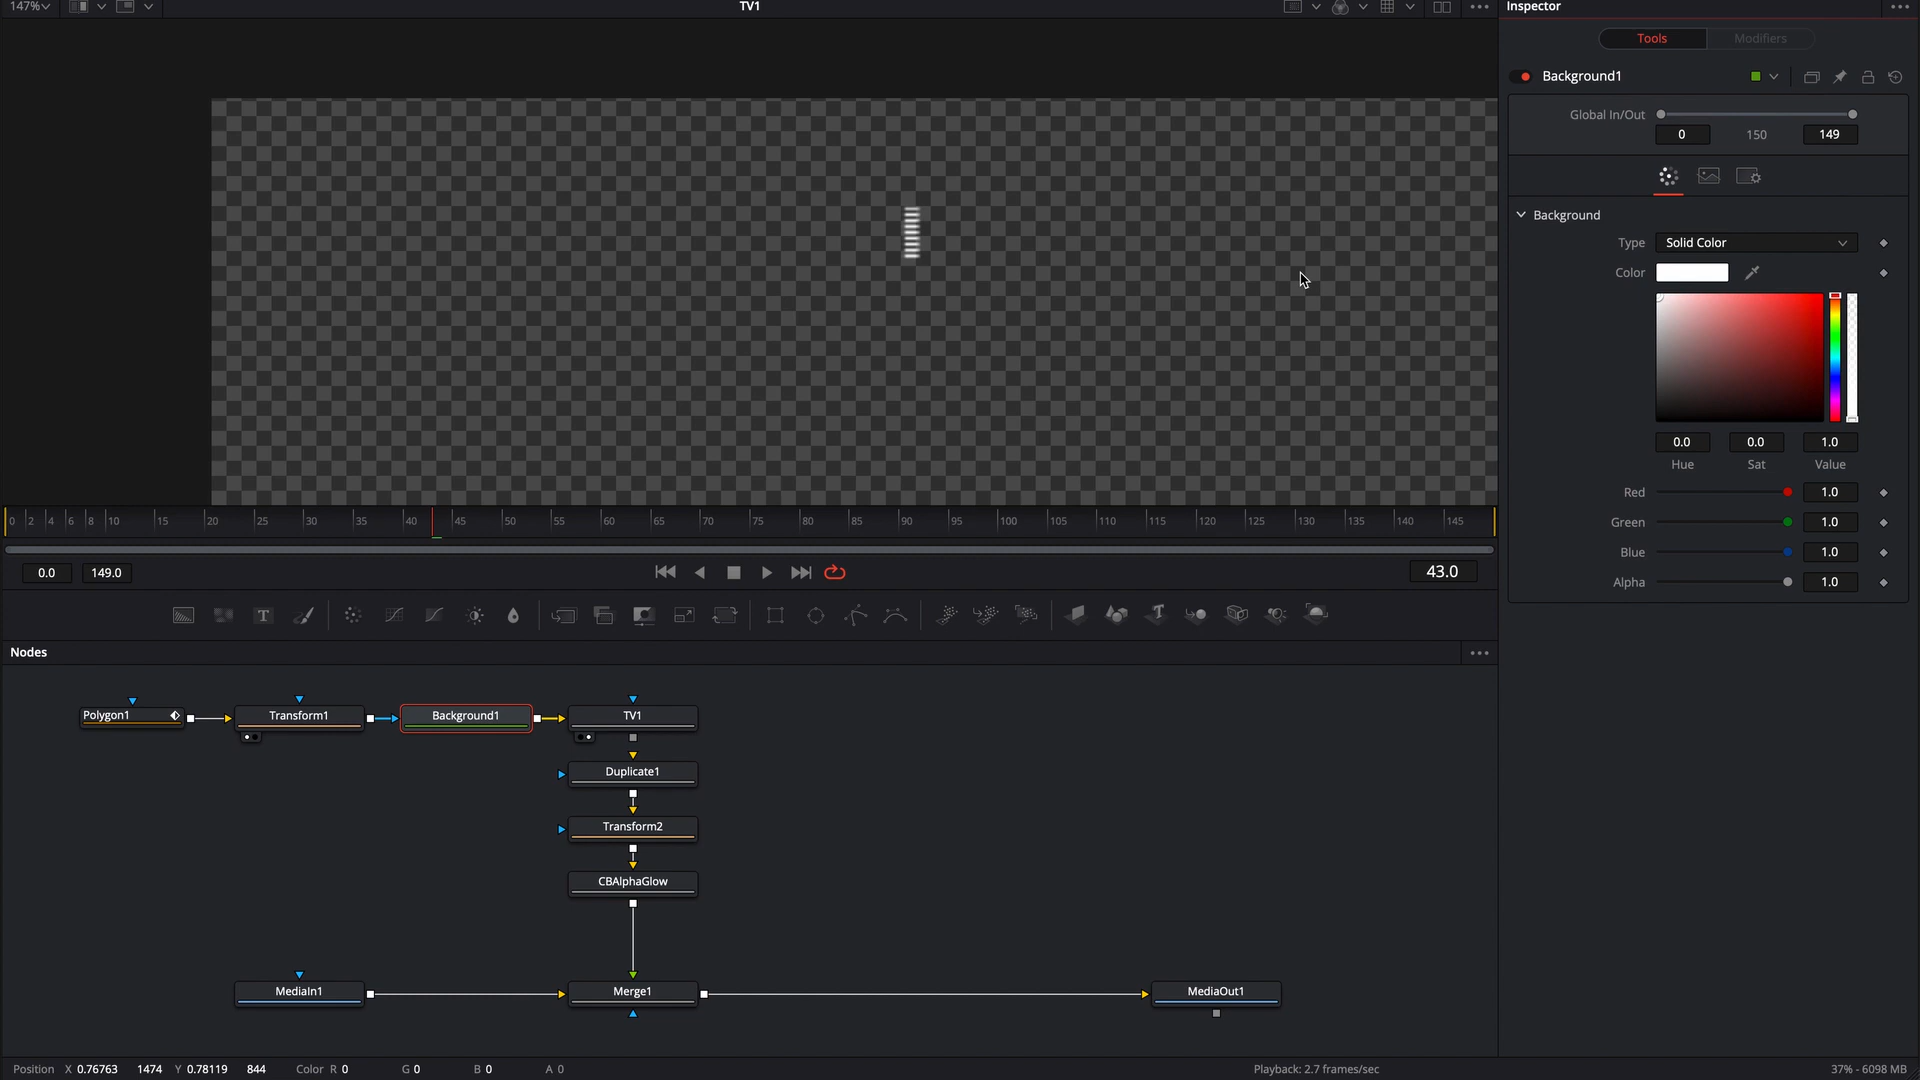 147%
TV1
Inspector
Tools
Modifiers
Background1
Global In/Out
0
150
149
Background
Type
Solid Color
Color
0.0
0.0
1.0
Hue
Sat
Value
Red
1.0
Green
1.0
Blue
1.0
Alpha
1.0
0 2 4 6 8 10 15 20 25 30 35 40 45 50 55 60 65 70 75 80 85 90 95 100 105 110 115 120 125 130 135 140 145
0.0
149.0
43.0
Nodes
Polygon1
Transform1
Background1
TV1
Duplicate1
Transform2
CBAlphaGlow
MediaIn1
Merge1
MediaOut1
Position X 0.76763 1474 Y 0.78119 844 Color R 0 G 0 B 0 A 0
Playback: 2.7 frames/sec
37% - 6098 MB